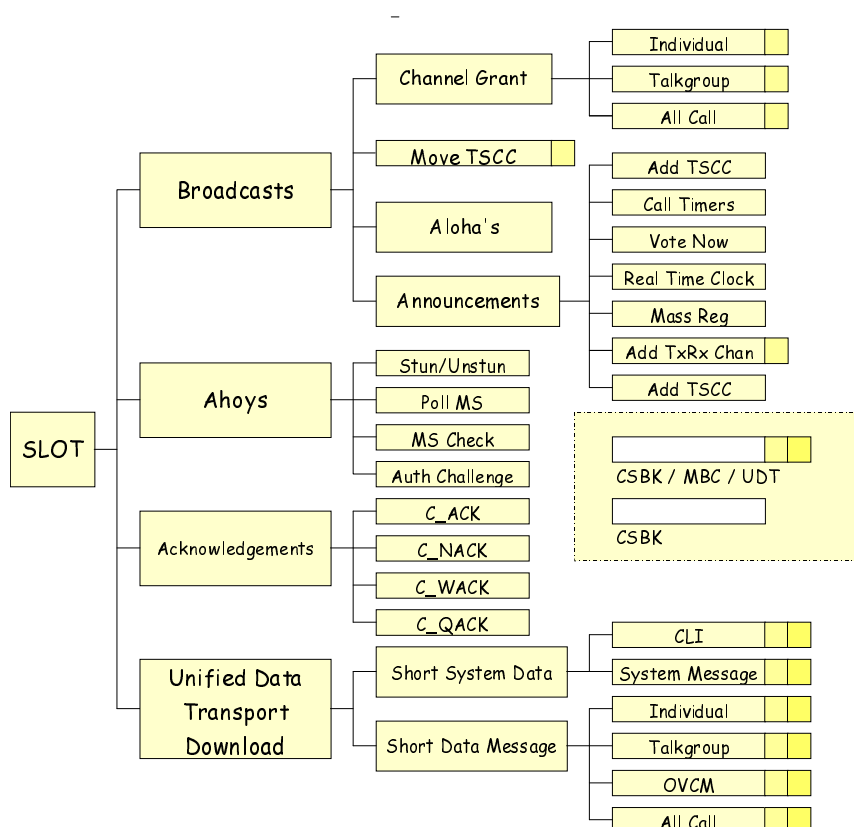 SLOT
Broadcasts
Channel Grant
Individual
Talkgroup
All Call
Move TSCC
Aloha's
Announcements
Add TSCC
Call Timers
Vote Now
Real Time Clock
Mass Reg
Add TxRx Chan
Add TSCC
Ahoys
Stun/Unstun
Poll MS
MS Check
Auth Challenge
Acknowledgements
C_ACK
C_NACK
C_WACK
C_QACK
Unified Data
Transport
Download
Short System Data
CLI
System Message
Short Data Message
Individual
Talkgroup
OVCM
All Call
CSBK / MBC / UDT
CSBK